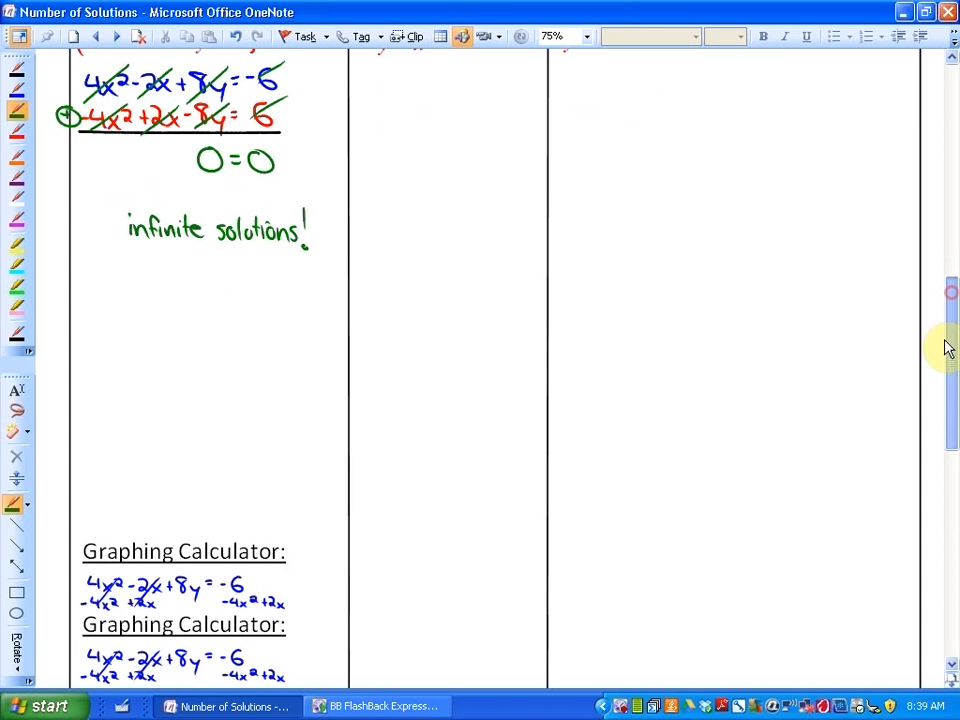 Number of Solutions - Microsoft Office OneNote
Task
Tag
Clip
75%
B I U
4x²-2x+8y=-6
-4x²+2x-8y=6
0=0
infinite solutions!
Graphing Calculator:
4x²-2x+8y=-6
-4x² +2x -4x²+2x
Graphing Calculator:
4x²-2x+8y=-6
-4x² +2x -4x²+2x
Rotate
start
Number of Solutions -...
BB FlashBack Express...
8:39 AM